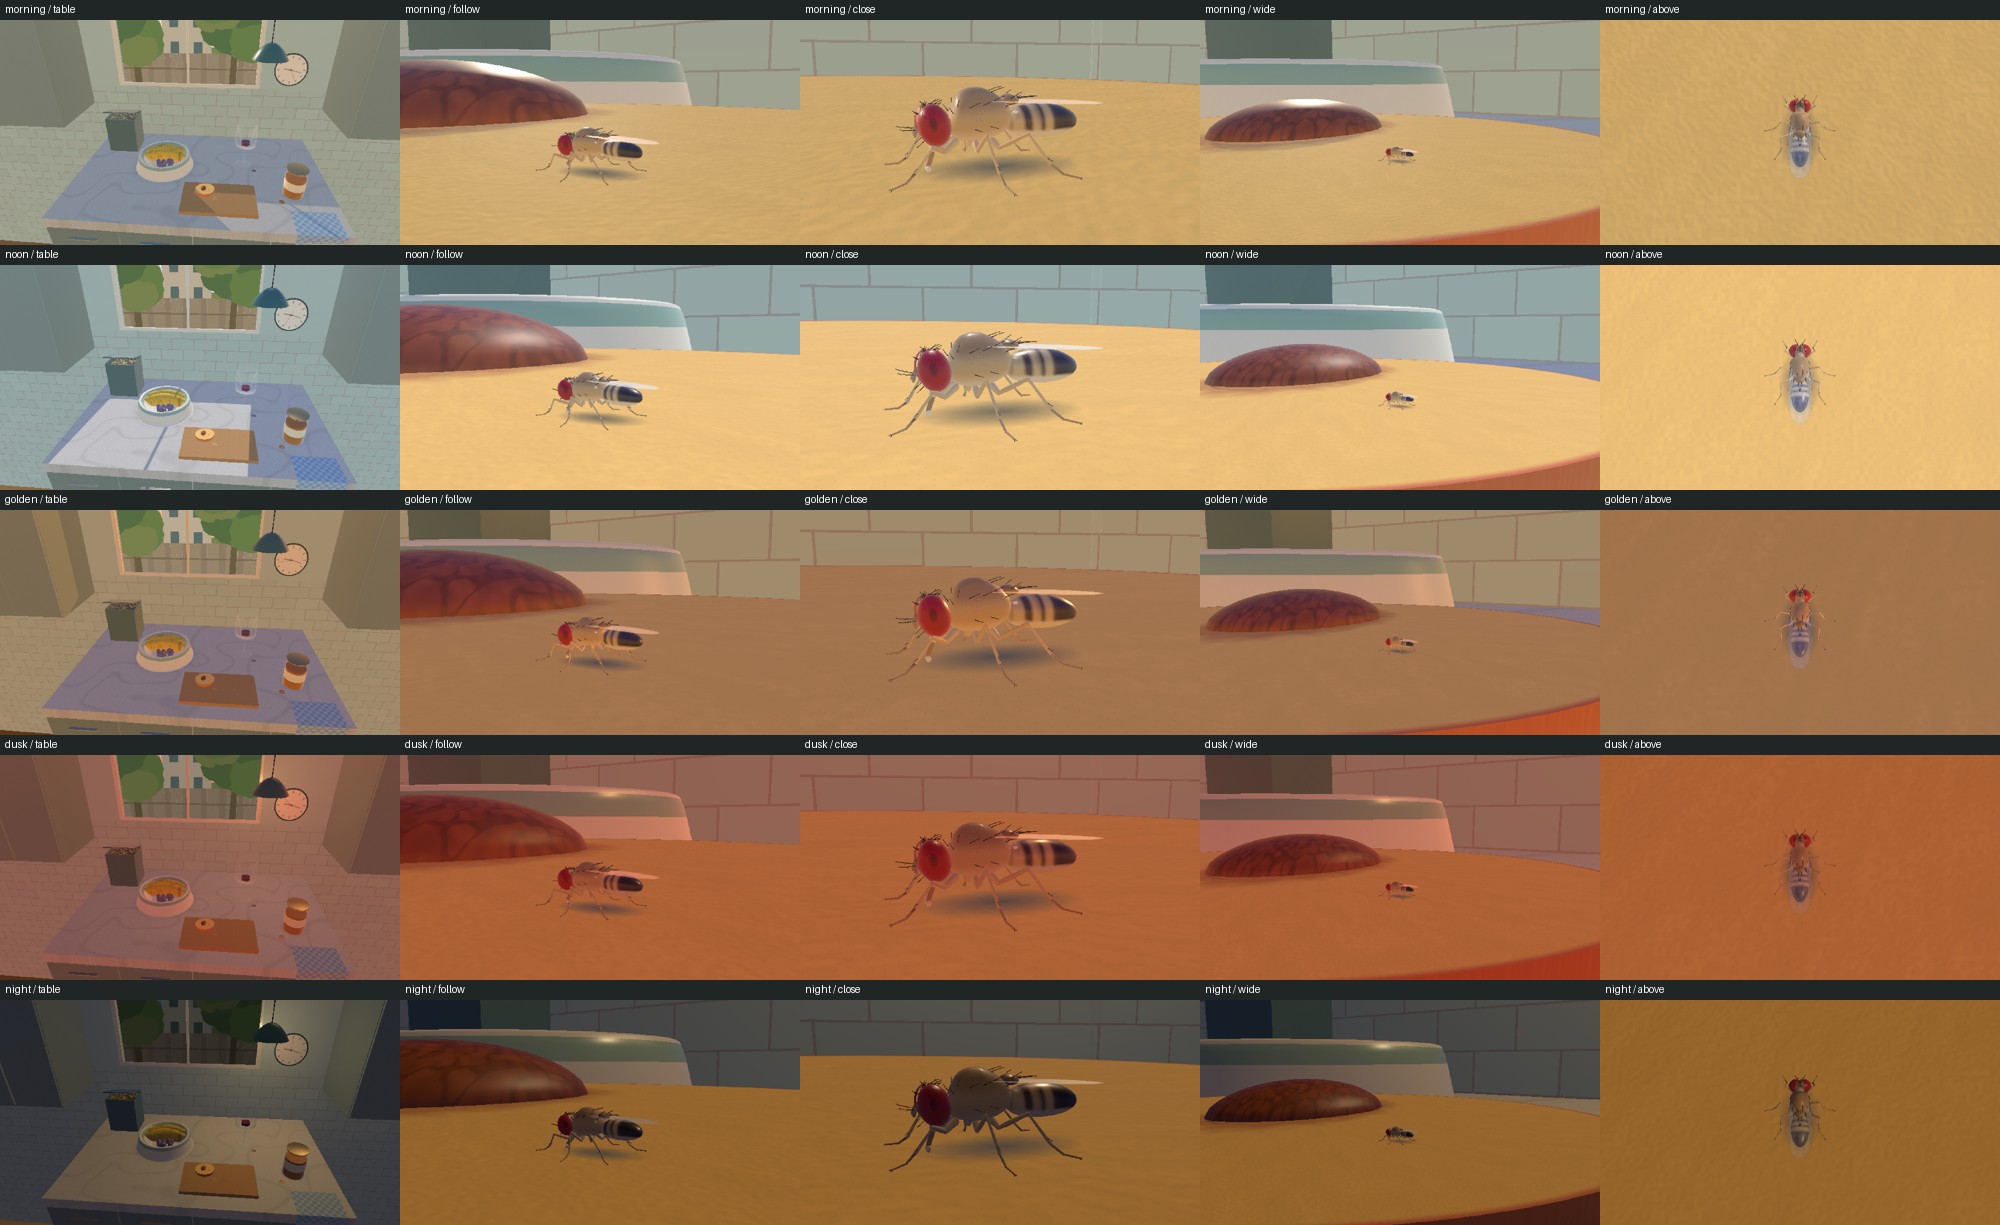 morning / table
morning / follow
morning / close
morning / wide
morning / above
noon / table
noon / follow
noon / close
noon / wide
noon / above
golden / table
golden / follow
golden / close
golden / wide
golden / above
dusk / table
dusk / follow
dusk / close
dusk / wide
dusk / above
night / table
night / follow
night / close
night / wide
night / above